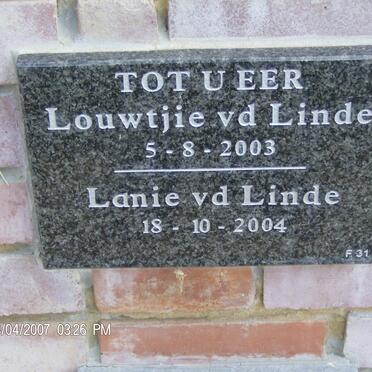 TOT U EER
Louwtjie vd Linde
5 - 8 - 2003
Lanie vd Linde
18 - 10 - 2004
F 31
/04/2007 03:26 PM